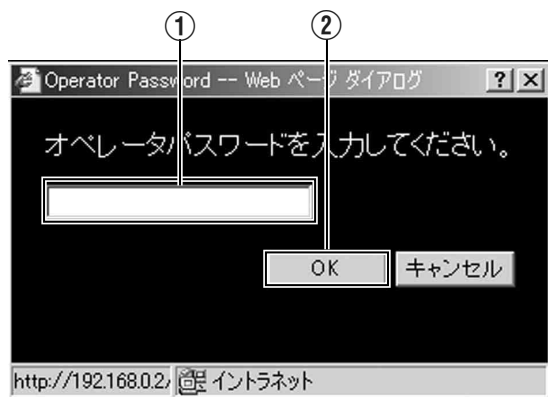 ① ②
Operator Password -- Web ページ ダイアログ ? ×
オペレータパスワードを入力してください。
OK キャンセル
http://192.168.0.2/ イントラネット